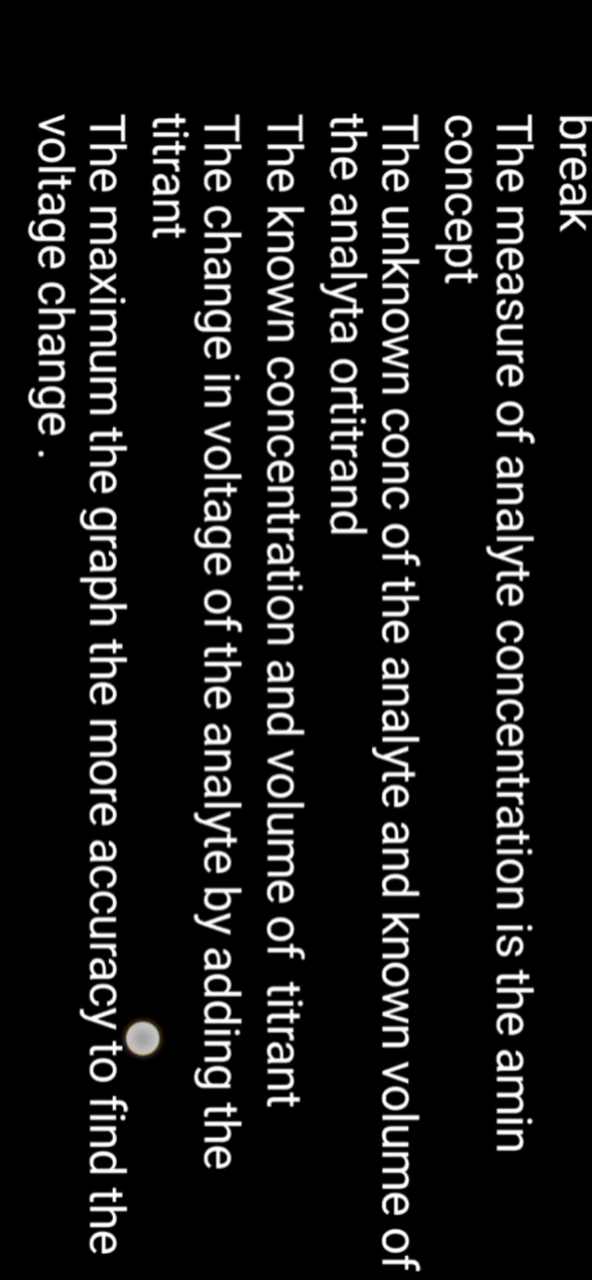 break
The measure of analyte concentration is the amin
concept
The unknown conc of the analyte and known volume of
the analyta ortitrand
The known concentration and volume of titrant
The change in voltage of the analyte by adding the
titrant
The maximum the graph the more accuracy to find the
voltage change .